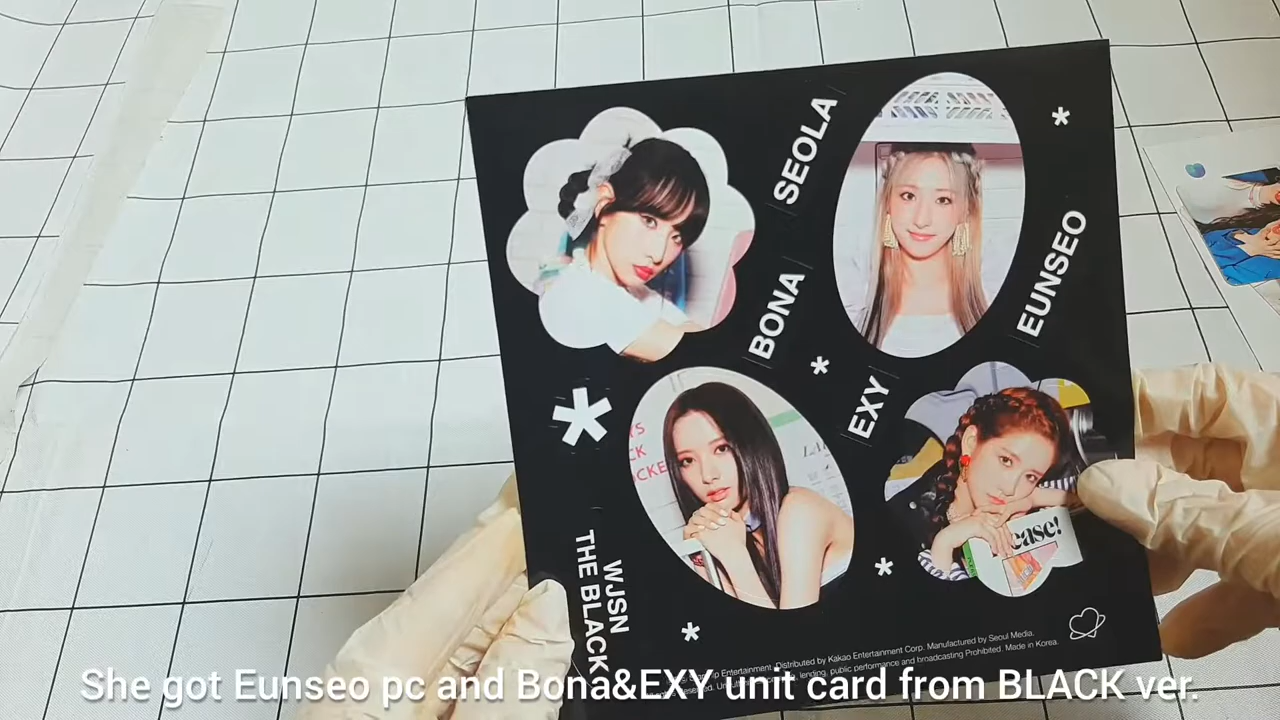 SEOLA
BONA
EUNSEO
EXY
*
ease!
WJSN
THE BLACK
Entertainment. Distributed by Kakao Entertainment Corp. Manufactured by Seoul Media.
lending, public performance and broadcasting Prohibited. Made in Korea.
She got Eunseo pc and Bona&EXY unit card from BLACK ver.